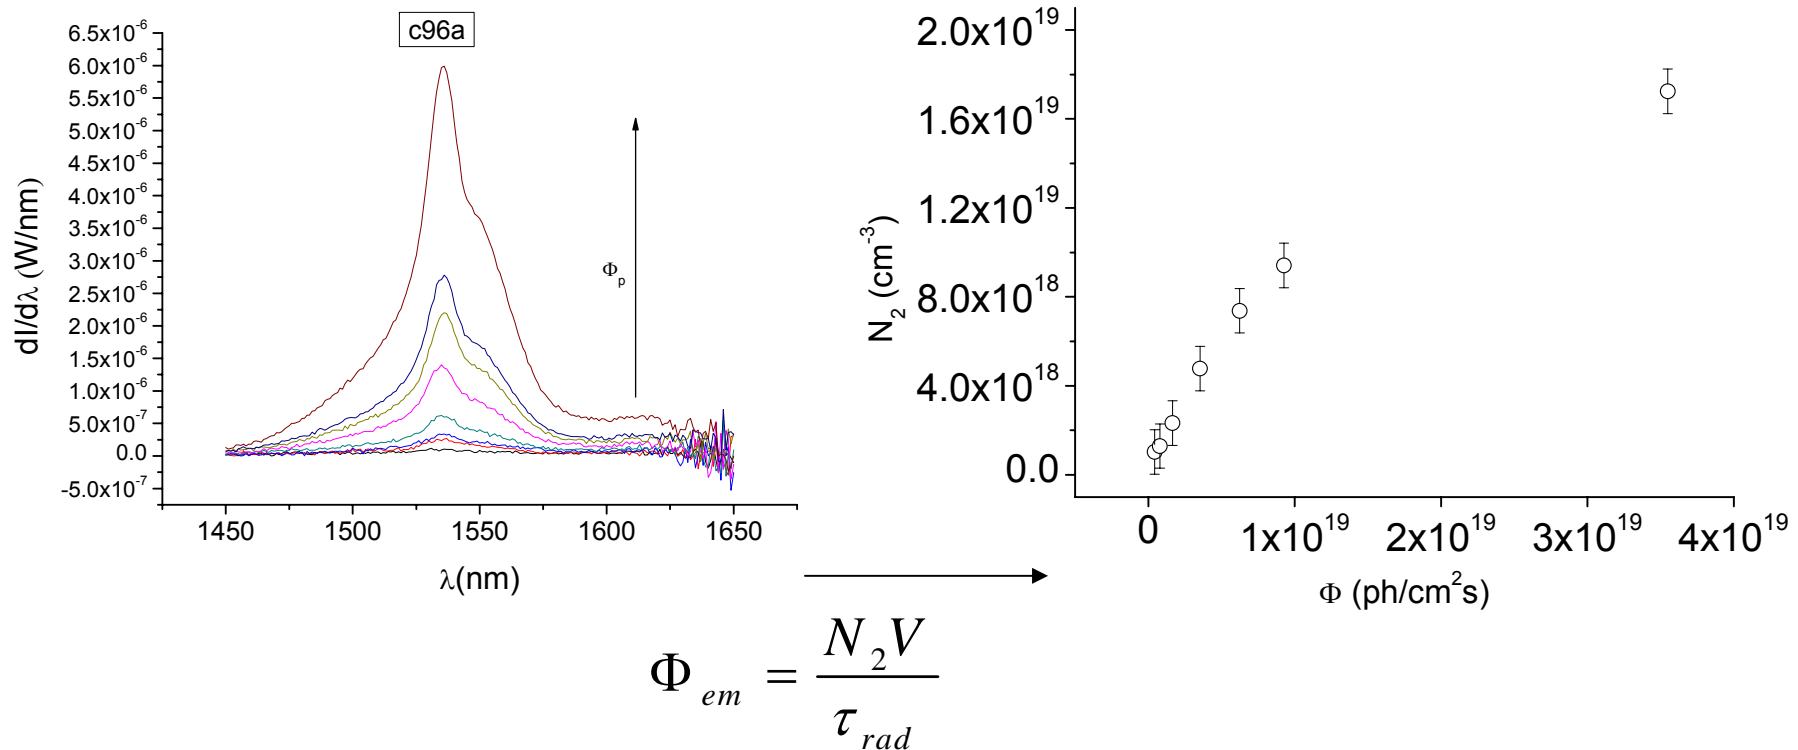 c96a
6.5x10⁻⁶
6.0x10⁻⁶
5.5x10⁻⁶
5.0x10⁻⁶
4.5x10⁻⁶
4.0x10⁻⁶
3.5x10⁻⁶
3.0x10⁻⁶
2.5x10⁻⁶
2.0x10⁻⁶
1.5x10⁻⁶
1.0x10⁻⁶
5.0x10⁻⁷
0.0
-5.0x10⁻⁷
dI/dλ (W/nm)
Φₚ
1450 1500 1550 1600 1650
λ(nm)
2.0x10¹⁹
1.6x10¹⁹
1.2x10¹⁹
8.0x10¹⁸
4.0x10¹⁸
0.0
N₂ (cm⁻³)
0 1x10¹⁹ 2x10¹⁹ 3x10¹⁹ 4x10¹⁹
Φ (ph/cm²s)
Φ_em = N₂V / τ_rad